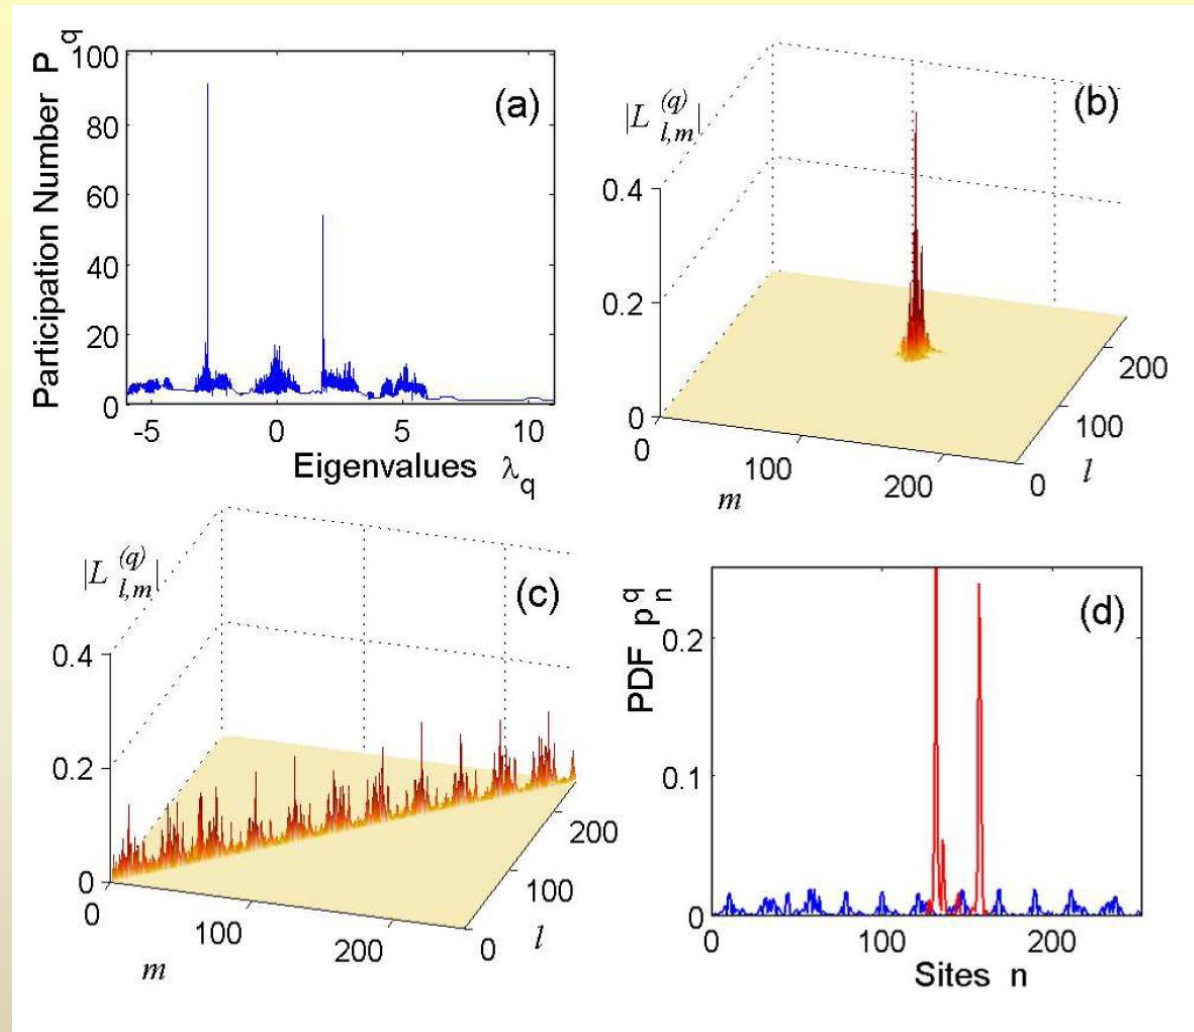 (a)
Participation Number P_q
100
80
60
40
20
0
-5 0 5 10
Eigenvalues λ_q
(b)
|L^{(q)}_{l,m}|
0.4
0.2
0
0
100
200
m
0
100
200
l
(c)
|L^{(q)}_{l,m}|
0.4
0.2
0
0
100
200
m
0
100
200
l
(d)
PDF p^q_n
0.2
0.1
0
0 100 200
Sites n